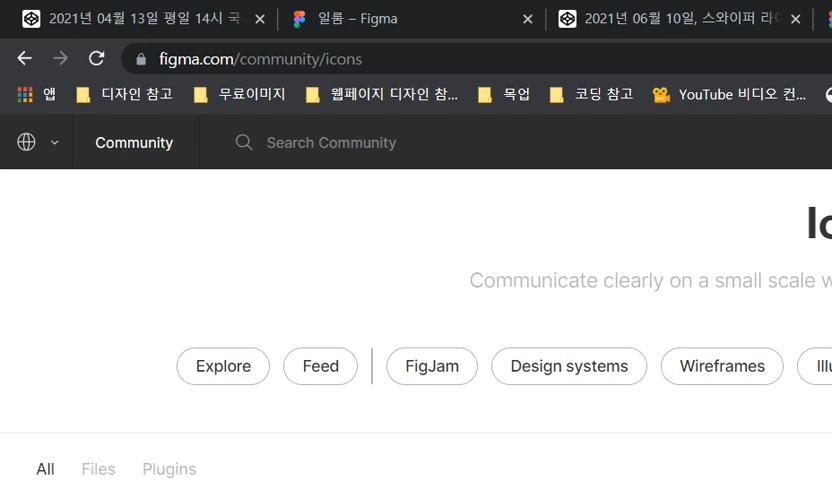 2021년 04월 13일 평일 14시 일룸 – Figma 2021년 06월 10일, 스와이퍼
figma.com/community/icons
앱 디자인 참고 무료이미지 웹페이지 디자인 참... 목업 코딩 참고 YouTube 비디오 컨...
Community Search Community
Communicate clearly on a small scale
Explore Feed FigJam Design systems Wireframes
All Files Plugins